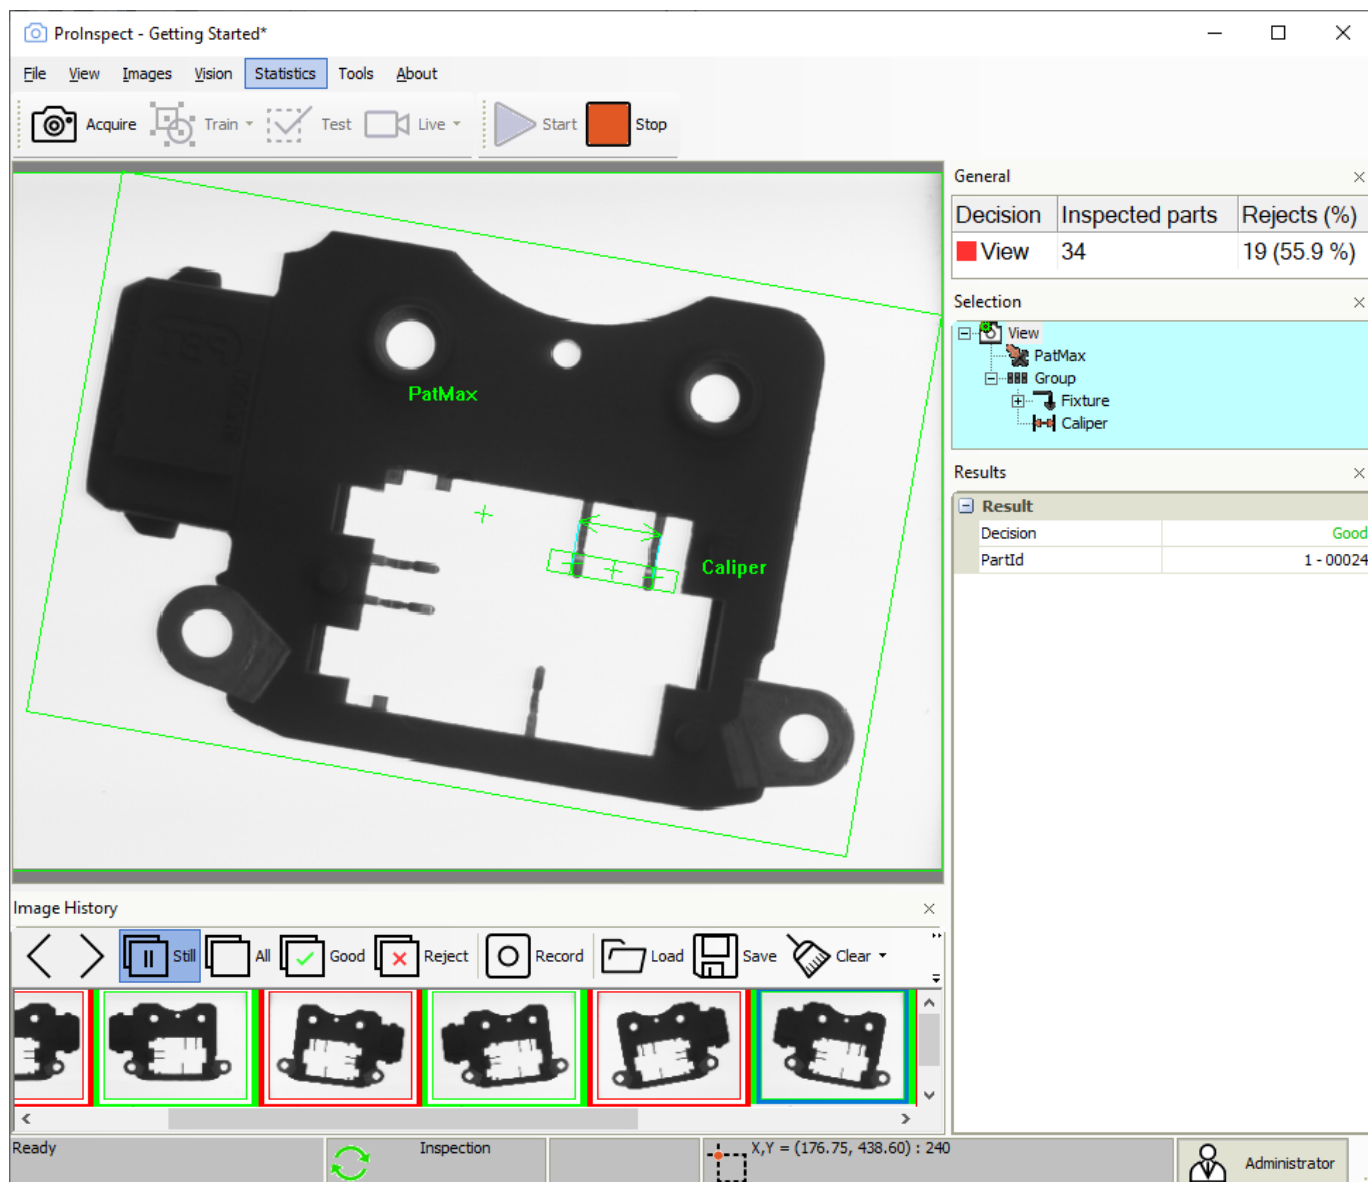 ProInspect - Getting Started*
File View Images Vision Statistics Tools About
Acquire Train Test Live Start Stop
General
Decision Inspected parts Rejects (%)
View 34 19 (55.9 %)
Selection
View
PatMax
Group
Fixture
Caliper
Results
Result
Decision Good
PartId 1 - 00024
PatMax
Caliper
Image History
Still All Good Reject Record Load Save Clear
Ready Inspection X,Y = (176.75, 438.60) : 240 Administrator